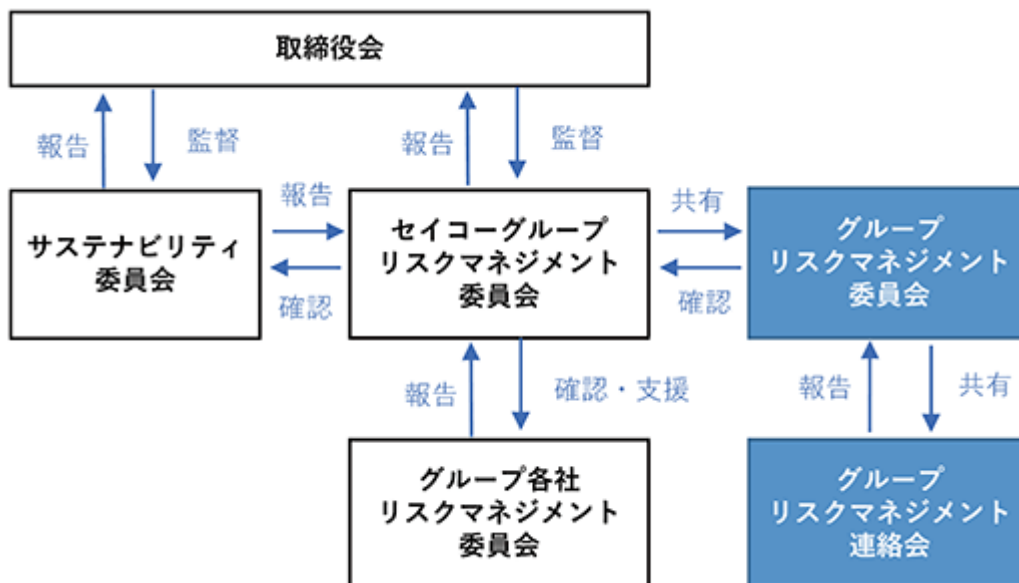 取締役会
報告
監督
報告
監督
サステナビリティ
委員会
報告
確認
セイコーグループ
リスクマネジメント
委員会
共有
確認
グループ
リスクマネジメント
委員会
報告
確認・支援
報告
共有
グループ各社
リスクマネジメント
委員会
グループ
リスクマネジメント
連絡会